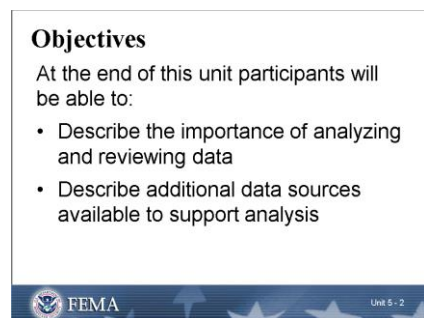 Objectives
At the end of this unit participants will
be able to:
• Describe the importance of analyzing
and reviewing data
• Describe additional data sources
available to support analysis
FEMA
Unit 5 - 2